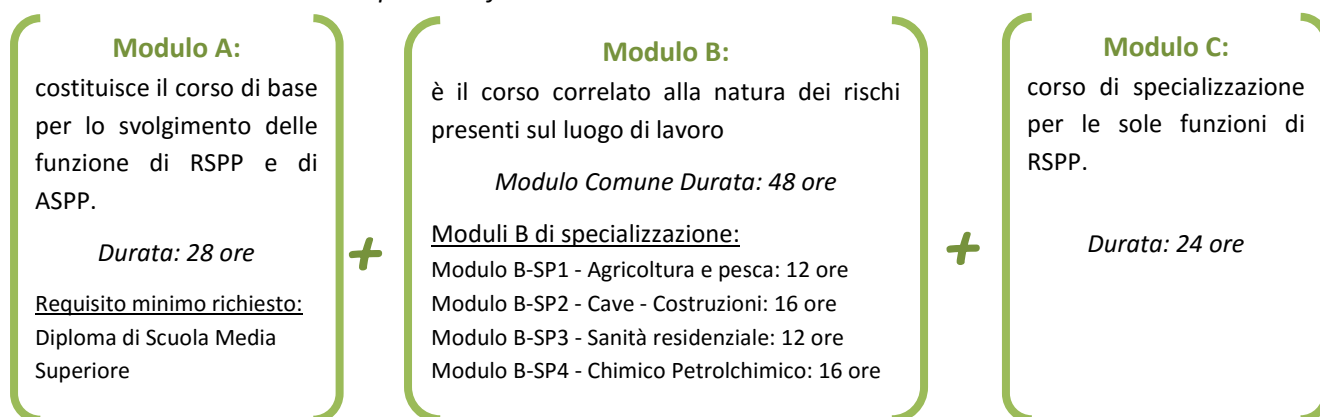 Modulo A:
costituisce il corso di base
per lo svolgimento delle
funzione di RSPP e di
ASPP.
Durata: 28 ore
Requisito minimo richiesto:
Diploma di Scuola Media
Superiore
+
Modulo B:
è il corso correlato alla natura dei rischi
presenti sul luogo di lavoro
Modulo Comune Durata: 48 ore
Moduli B di specializzazione:
Modulo B-SP1 - Agricoltura e pesca: 12 ore
Modulo B-SP2 - Cave - Costruzioni: 16 ore
Modulo B-SP3 - Sanità residenziale: 12 ore
Modulo B-SP4 - Chimico Petrolchimico: 16 ore
+
Modulo C:
corso di specializzazione
per le sole funzioni di
RSPP.
Durata: 24 ore